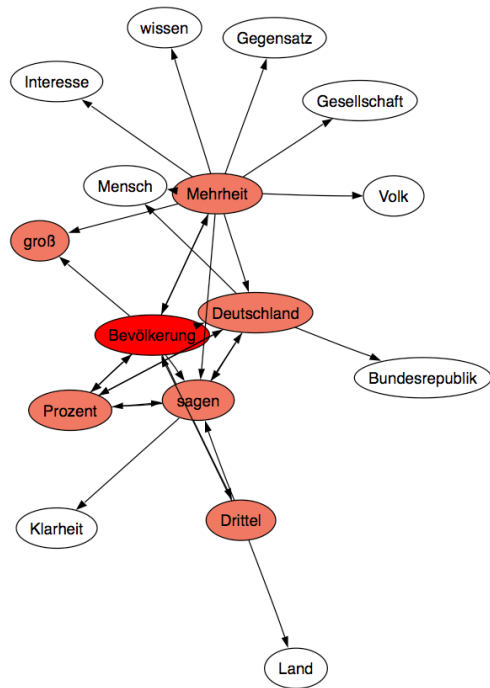 wissen
Gegensatz
Interesse
Gesellschaft
Mensch
Mehrheit
Volk
groß
Deutschland
Bevölkerung
Bundesrepublik
Prozent
sagen
Klarheit
Drittel
Land